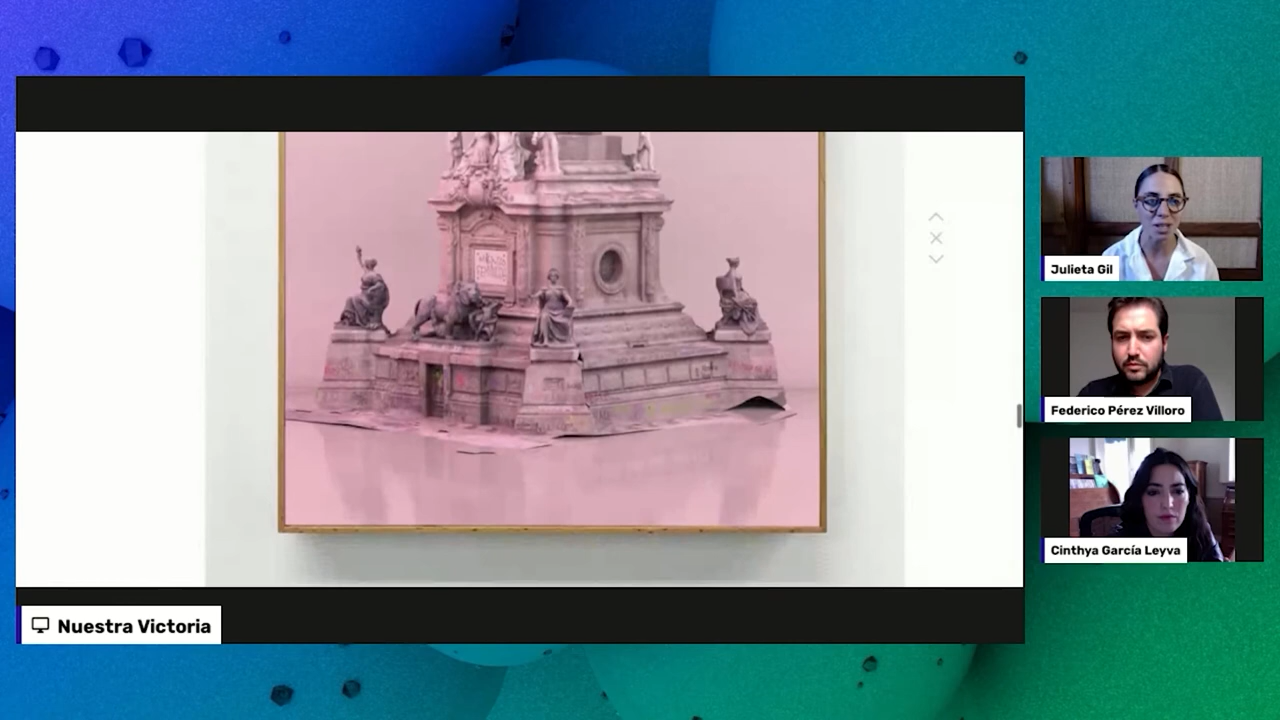 Julieta Gil
Federico Pérez Villoro
Cinthya García Leyva
Nuestra Victoria